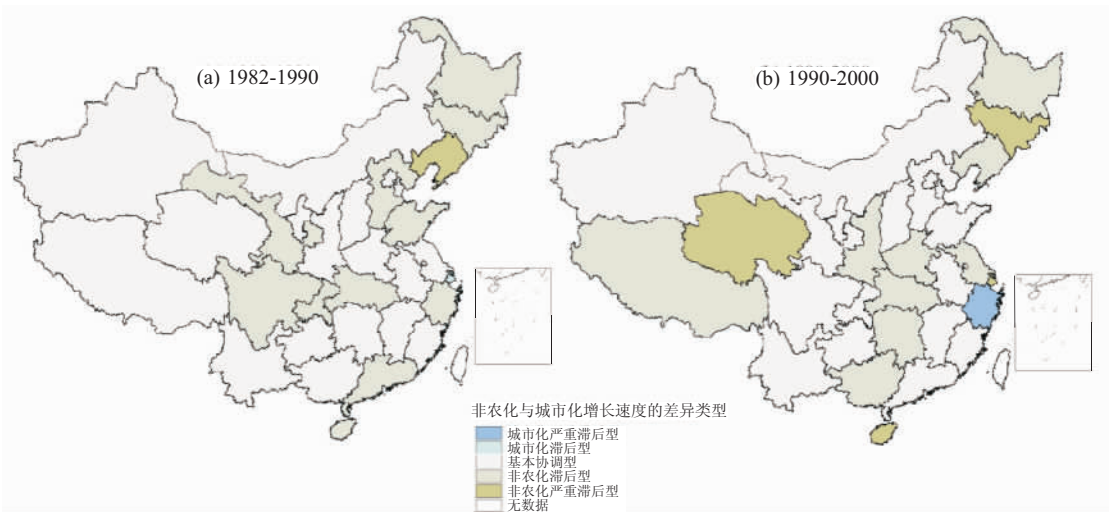 (a) 1982-1990
(b) 1990-2000
非农化与城市化增长速度的差异类型
城市化严重滞后型
城市化滞后型
基本协调型
非农化滞后型
非农化严重滞后型
无数据